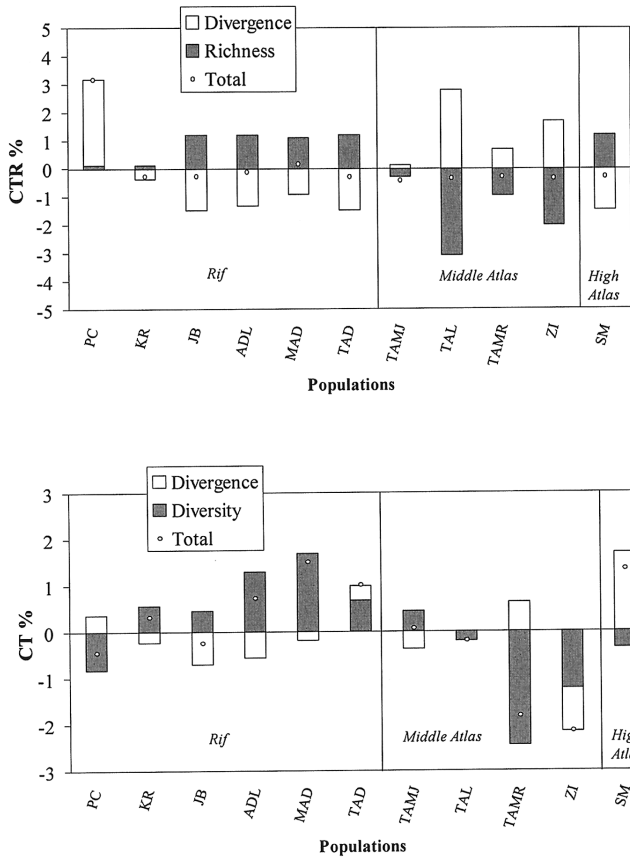 5
4
3
2
1
0
-1
-2
-3
-4
-5
CTR %
Divergence
Richness
Total
Rif
Middle Atlas
High
Atlas
PC KR JB ADL MAD TAD TAMJ TAL TAMR ZI SM
Populations
3
2
1
0
-1
-2
-3
CT %
Divergence
Diversity
Total
Rif
Middle Atlas
Hig
Atla
PC KR JB ADL MAD TAD TAMJ TAL TAMR ZI SM
Populations